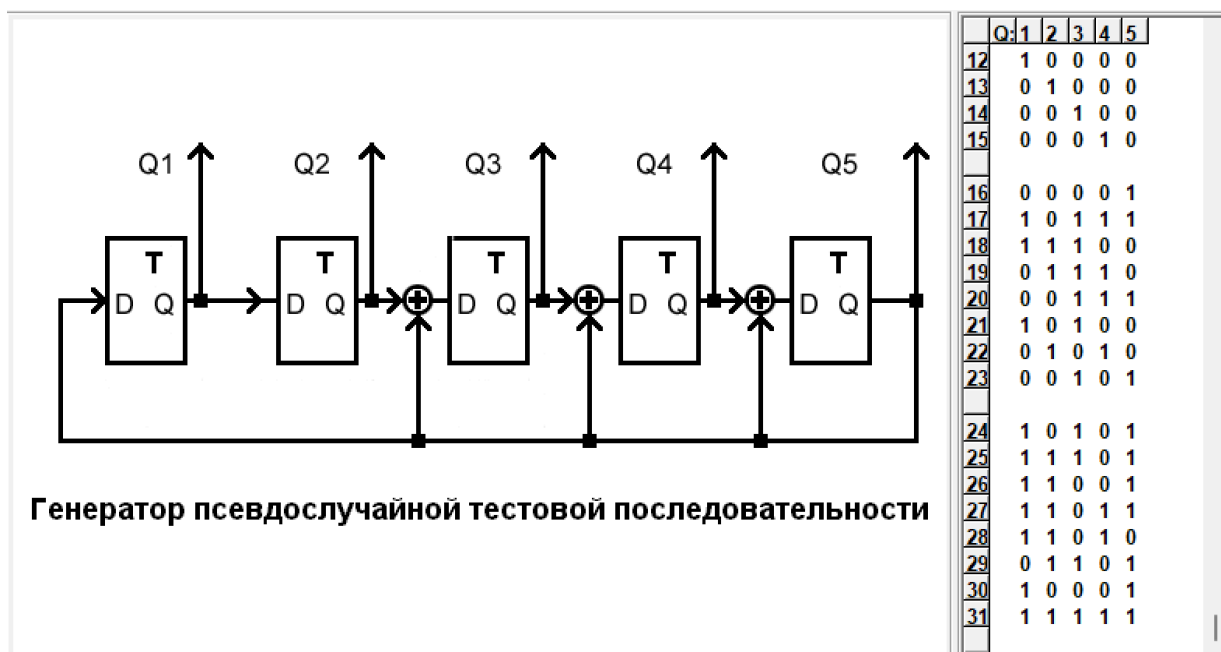 Q1 Q2 Q3 Q4 Q5
T T T T T
D Q D Q D Q D Q D Q
Генератор псевдослучайной тестовой последовательности
Q: 1 2 3 4 5
12 1 0 0 0 0
13 0 1 0 0 0
14 0 0 1 0 0
15 0 0 0 1 0
16 0 0 0 0 1
17 1 0 1 1 1
18 1 1 1 0 0
19 0 1 1 1 0
20 0 0 1 1 1
21 1 0 1 0 0
22 0 1 0 1 0
23 0 0 1 0 1
24 1 0 1 0 1
25 1 1 1 0 1
26 1 1 0 0 1
27 1 1 0 1 1
28 1 1 0 1 0
29 0 1 1 0 1
30 1 0 0 0 1
31 1 1 1 1 1